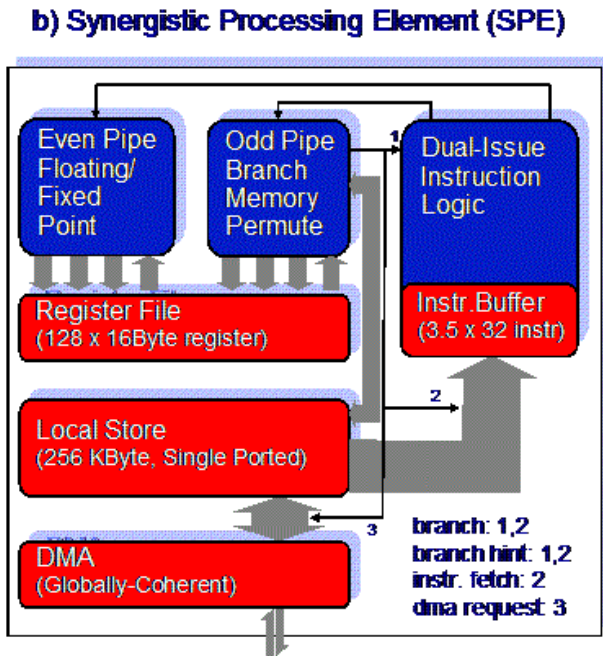 b) Synergistic Processing Element (SPE)
Even Pipe
Floating/
Fixed
Point
Odd Pipe
Branch
Memory
Permute
1
Dual-Issue
Instruction
Logic
Instr.Buffer
(3.5 x 32 instr)
Register File
(128 x 16Byte register)
2
Local Store
(256 KByte, Single Ported)
3
DMA
(Globally-Coherent)
branch: 1,2
branch hint: 1,2
instr. fetch: 2
dma request: 3